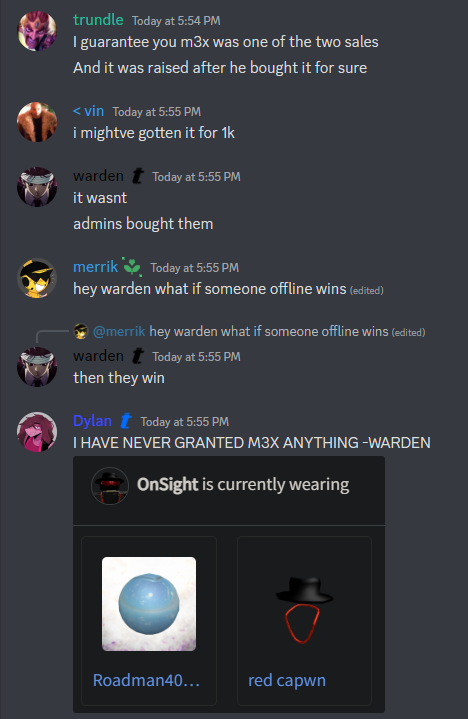 trundle Today at 5:54 PM
I guarantee you m3x was one of the two sales
And it was raised after he bought it for sure
< vin Today at 5:55 PM
i mightve gotten it for 1k
warden Today at 5:55 PM
it wasnt
admins bought them
merrik Today at 5:55 PM
hey warden what if someone offline wins (edited)
@merrik hey warden what if someone offline wins (edited)
warden Today at 5:55 PM
then they win
Dylan Today at 5:55 PM
I HAVE NEVER GRANTED M3X ANYTHING -WARDEN
OnSight is currently wearing
Roadman40... red capwn